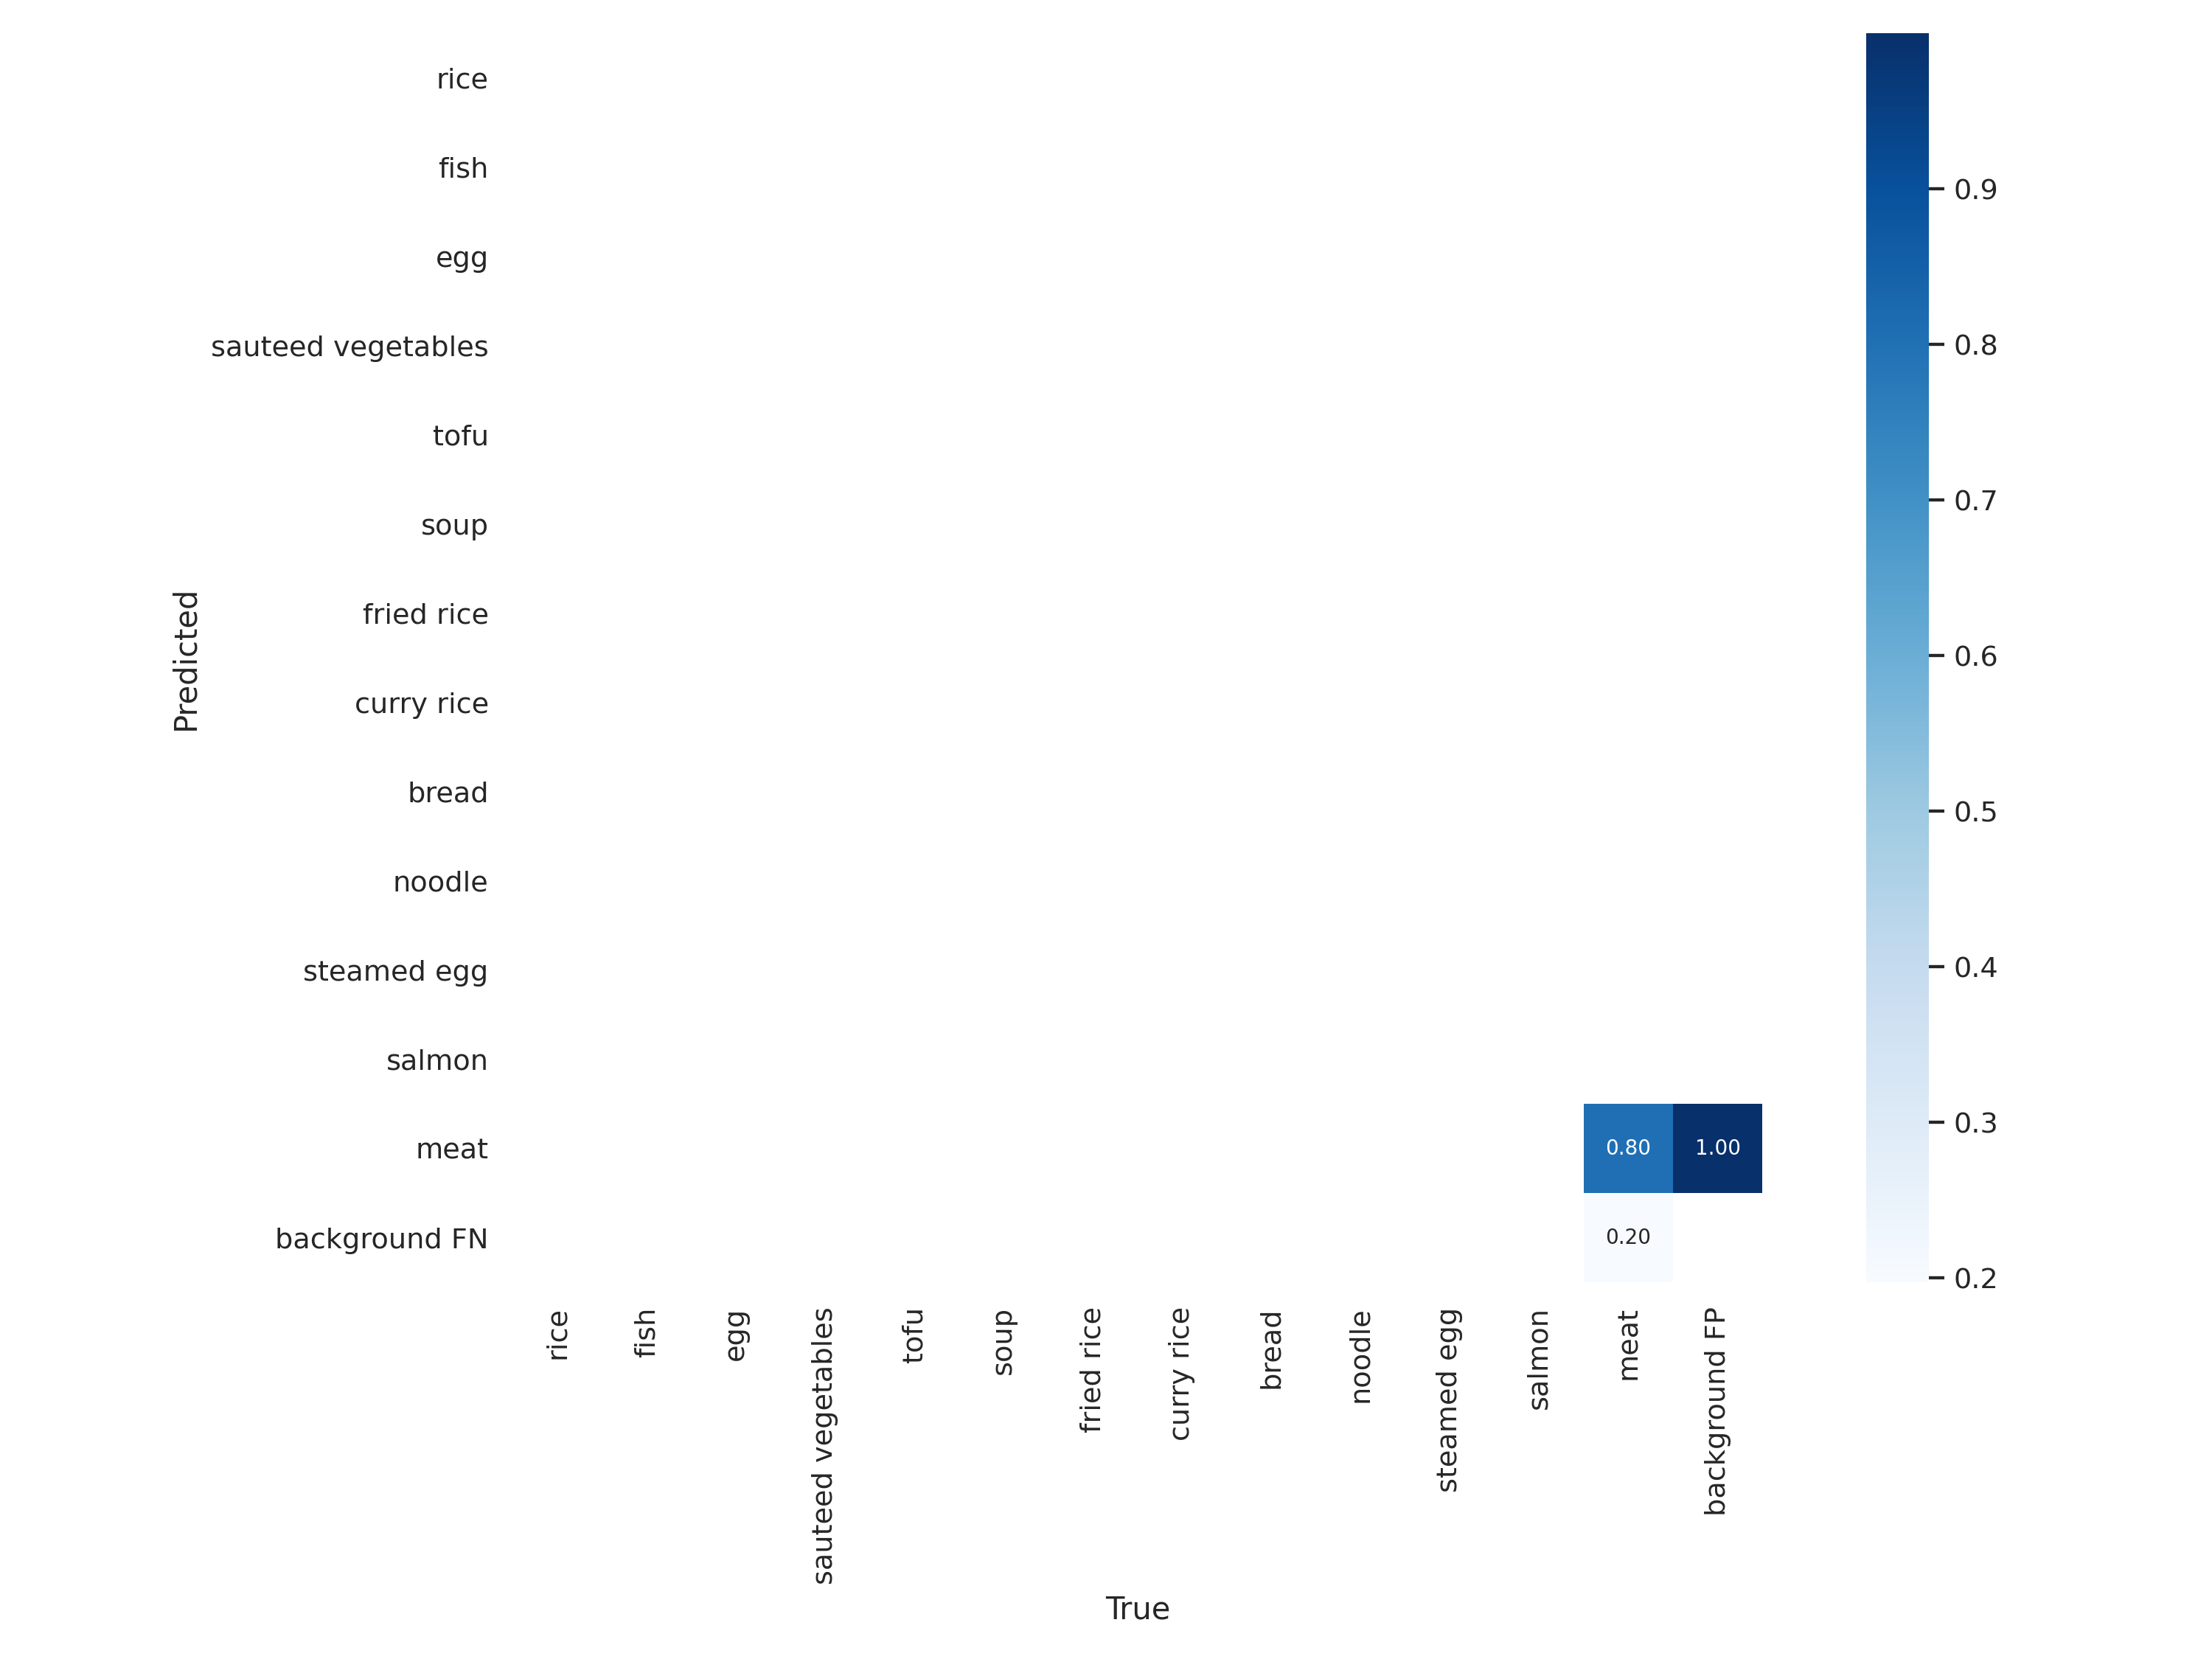 rice
fish
egg
sauteed vegetables
tofu
soup
fried rice
curry rice
bread
noodle
steamed egg
salmon
meat
background FN
Predicted
0.80 1.00
0.20
rice
fish
egg
sauteed vegetables
tofu
soup
fried rice
curry rice
bread
noodle
steamed egg
salmon
meat
background FP
True
0.9
0.8
0.7
0.6
0.5
0.4
0.3
0.2